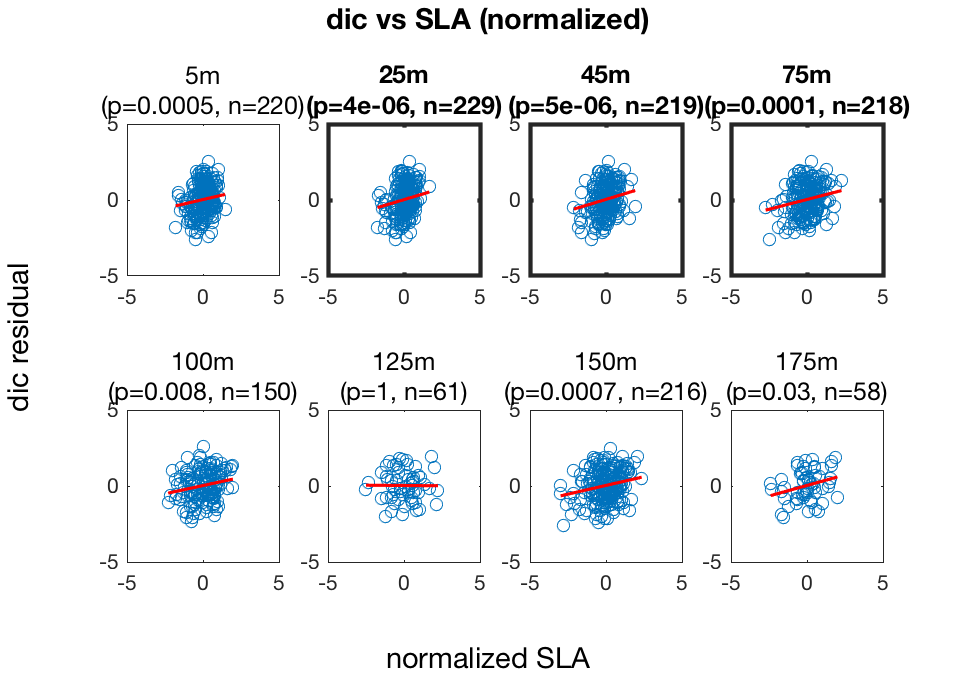 dic vs SLA (normalized)
5m
(p=0.0005, n=220)
25m
(p=4e-06, n=229)
45m
(p=5e-06, n=219)
75m
(p=0.0001, n=218)
5
0
-5
-5 0 5
5
0
-5
-5 0 5
5
0
-5
-5 0 5
5
0
-5
-5 0 5
dic residual
100m
(p=0.008, n=150)
125m
(p=1, n=61)
150m
(p=0.0007, n=216)
175m
(p=0.03, n=58)
5
0
-5
-5 0 5
5
0
-5
-5 0 5
5
0
-5
-5 0 5
5
0
-5
-5 0 5
normalized SLA